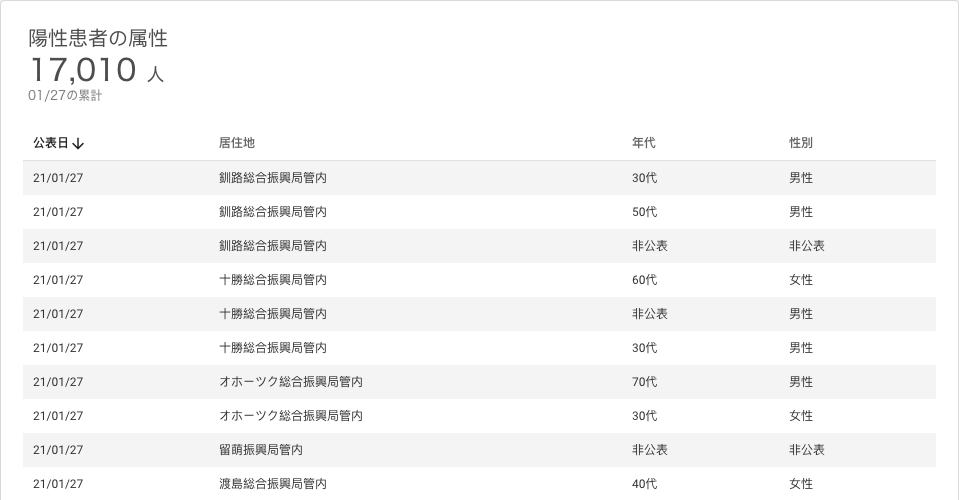 陽性患者の属性
17,010 人
01/27の累計
公表日↓ 居住地 年代 性別
21/01/27 釧路総合振興局管内 30代 男性
21/01/27 釧路総合振興局管内 50代 男性
21/01/27 釧路総合振興局管内 非公表 非公表
21/01/27 十勝総合振興局管内 60代 女性
21/01/27 十勝総合振興局管内 非公表 男性
21/01/27 十勝総合振興局管内 30代 男性
21/01/27 オホーツク総合振興局管内 70代 男性
21/01/27 オホーツク総合振興局管内 30代 女性
21/01/27 留萌振興局管内 非公表 非公表
21/01/27 渡島総合振興局管内 40代 女性